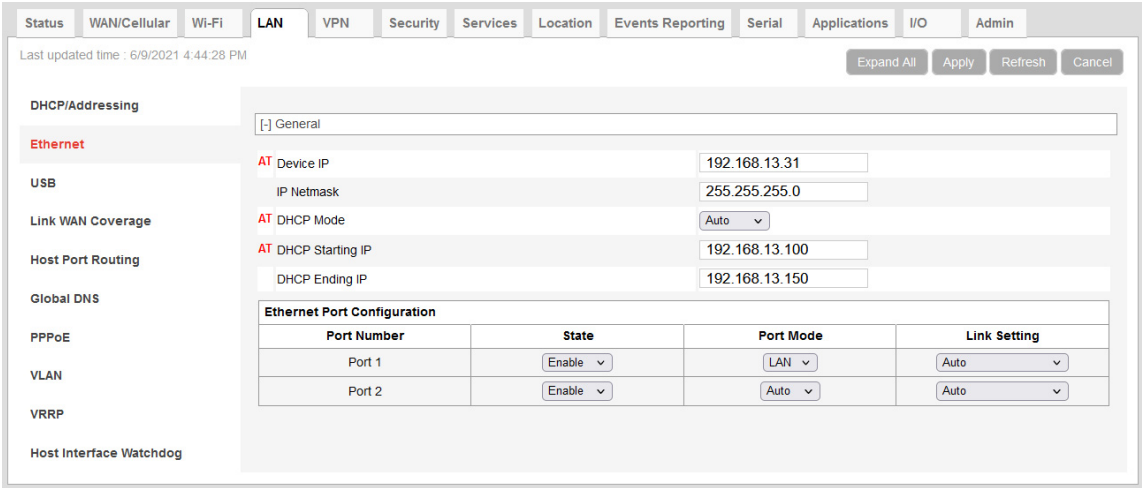 Status WAN/Cellular Wi-Fi LAN VPN Security Services Location Events Reporting Serial Applications I/O Admin
Last updated time : 6/9/2021 4:44:28 PM
Expand All Apply Refresh Cancel
DHCP/Addressing
Ethernet
USB
Link WAN Coverage
Host Port Routing
Global DNS
PPPoE
VLAN
VRRP
Host Interface Watchdog
[-] General
AT Device IP 192.168.13.31
IP Netmask 255.255.255.0
AT DHCP Mode Auto
AT DHCP Starting IP 192.168.13.100
DHCP Ending IP 192.168.13.150
Ethernet Port Configuration
Port Number State Port Mode Link Setting
Port 1 Enable LAN Auto
Port 2 Enable Auto Auto